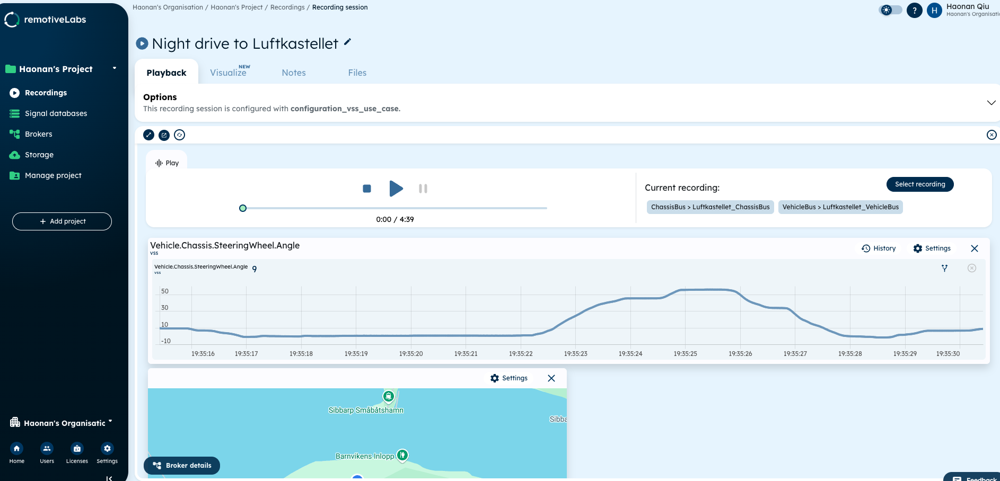 Haonan's Organisation / Haonan's Project / Recordings / Recording session
H
Haonan Qiu
?
remotiveLabs
Night drive to Luftkastellet
Haonan's Project
Recordings
Signal databases
Brokers
Storage
Manage project
+ Add project
Playback
Visualize NEW
Notes
Files
Options
This recording session is configured with configuration_vss_use_case.
Play
0:00 / 4:39
Current recording:
Select recording
ChassisBus > Luftkastellet_ChassisBus
VehicleBus > Luftkastellet_VehicleBus
Vehicle.Chassis.SteeringWheel.Angle
vss
History
Settings
Vehicle.Chassis.SteeringWheel.Angle 9
vss
50
30
10
-10
19:35:16 19:35:17 19:35:18 19:35:19 19:35:20 19:35:21 19:35:22 19:35:23 19:35:24 19:35:25 19:35:26 19:35:27 19:35:28 19:35:29 19:35:30
Settings
Sibbarp Småbåtshamn
Barnvikens Inlopp
Broker details
Home
Users
Licenses
Settings
Feedback